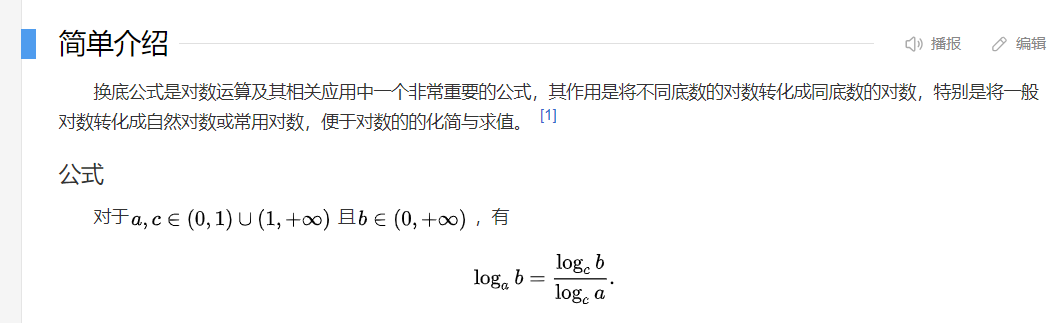 简单介绍 播报 编辑
换底公式是对数运算及其相关应用中一个非常重要的公式，其作用是将不同底数的对数转化成同底数的对数，特别是将一般
对数转化成自然对数或常用对数，便于对数的的化简与求值。 [1]
公式
对于a, c ∈ (0, 1) ∪ (1, +∞) 且b ∈ (0, +∞) ，有
log_a b = \frac{log_c b}{log_c a}.